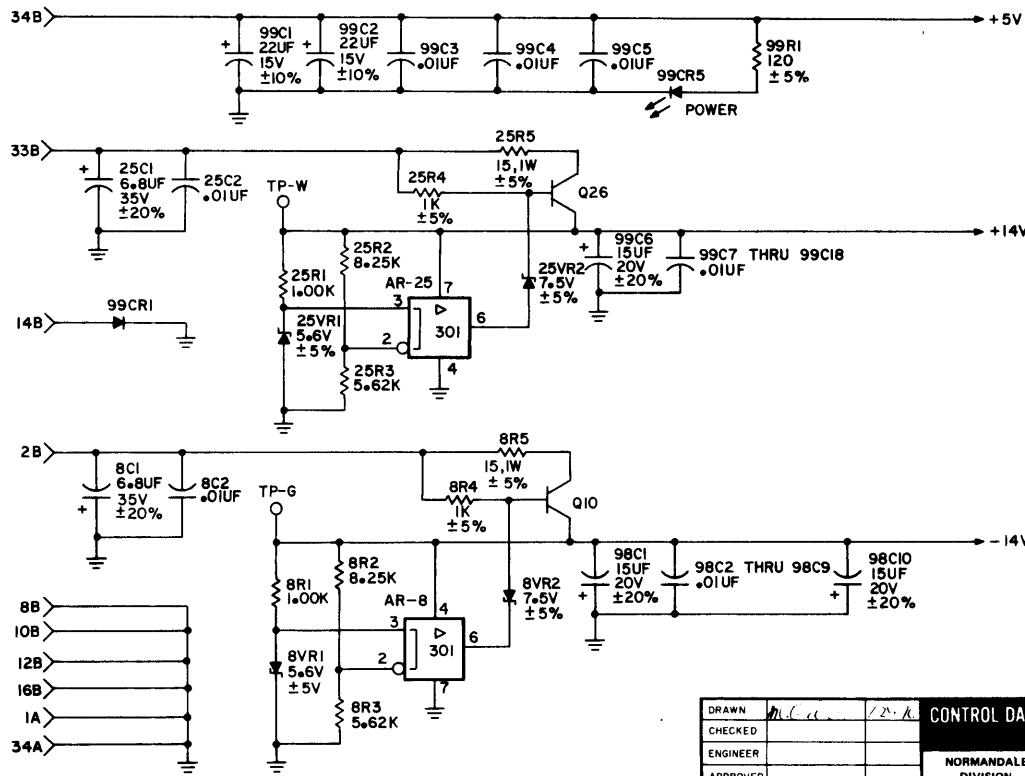 34B
+5V
+
99C1
22UF
15V
±10%
+
99C2
22UF
15V
±10%
99C3
.01UF
99C4
.01UF
99C5
.01UF
99R1
120
±5%
99CR5
POWER
33B
+
25C1
6.8UF
35V
±20%
25C2
.01UF
TP-W
25R5
15,1W
±5%
25R4
1K
±5%
Q26
+14V
25R1
1.00K
25R2
8.25K
AR-25
7
3
2
301
6
4
25VR1
5.6V
±5%
25R3
5.62K
25VR2
7.5V
±5%
+
99C6
15UF
20V
±20%
99C7 THRU 99C18
.01UF
14B
99CR1
2B
8C1
6.8UF
35V
±20%
+
8C2
.01UF
TP-G
8R5
15,1W
±5%
8R4
1K
±5%
Q10
-14V
8R1
1.00K
8R2
8.25K
AR-8
4
3
2
301
6
7
8VR1
5.6V
±5V
8R3
5.62K
8VR2
7.5V
±5%
98C1
15UF
20V
±20%
+
98C2 THRU 98C9
.01UF
98C10
15UF
20V
±20%
+
8B
10B
12B
16B
1A
34A
DRAWN
CHECKED
ENGINEER
APPROVED
CONTROL DA
NORMANDALE
DIVISION